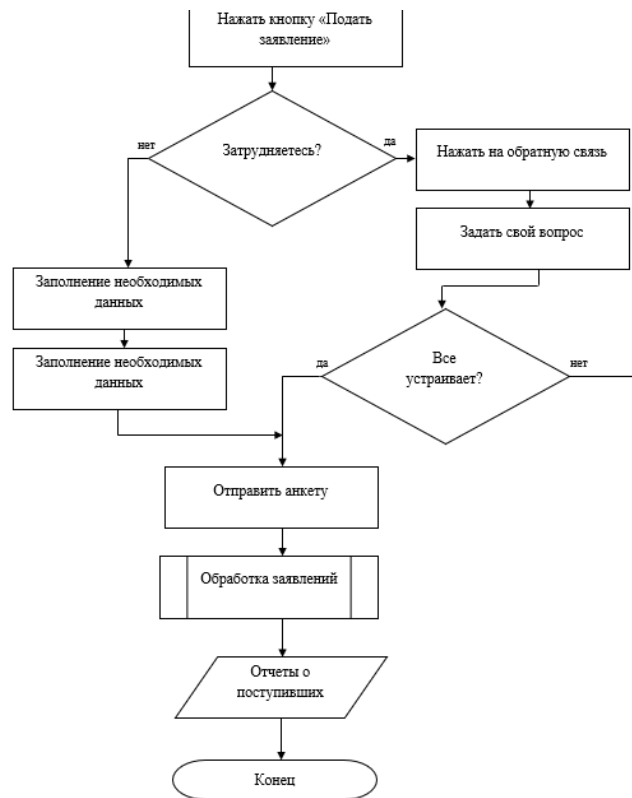 Нажать кнопку «Подать
заявление»
Затрудняетесь?
нет
да
Нажать на обратную связь
Задать свой вопрос
Заполнение необходимых
данных
Заполнение необходимых
данных
да
Все
устраивает?
нет
Отправить анкету
Обработка заявлений
Отчеты о
поступивших
Конец